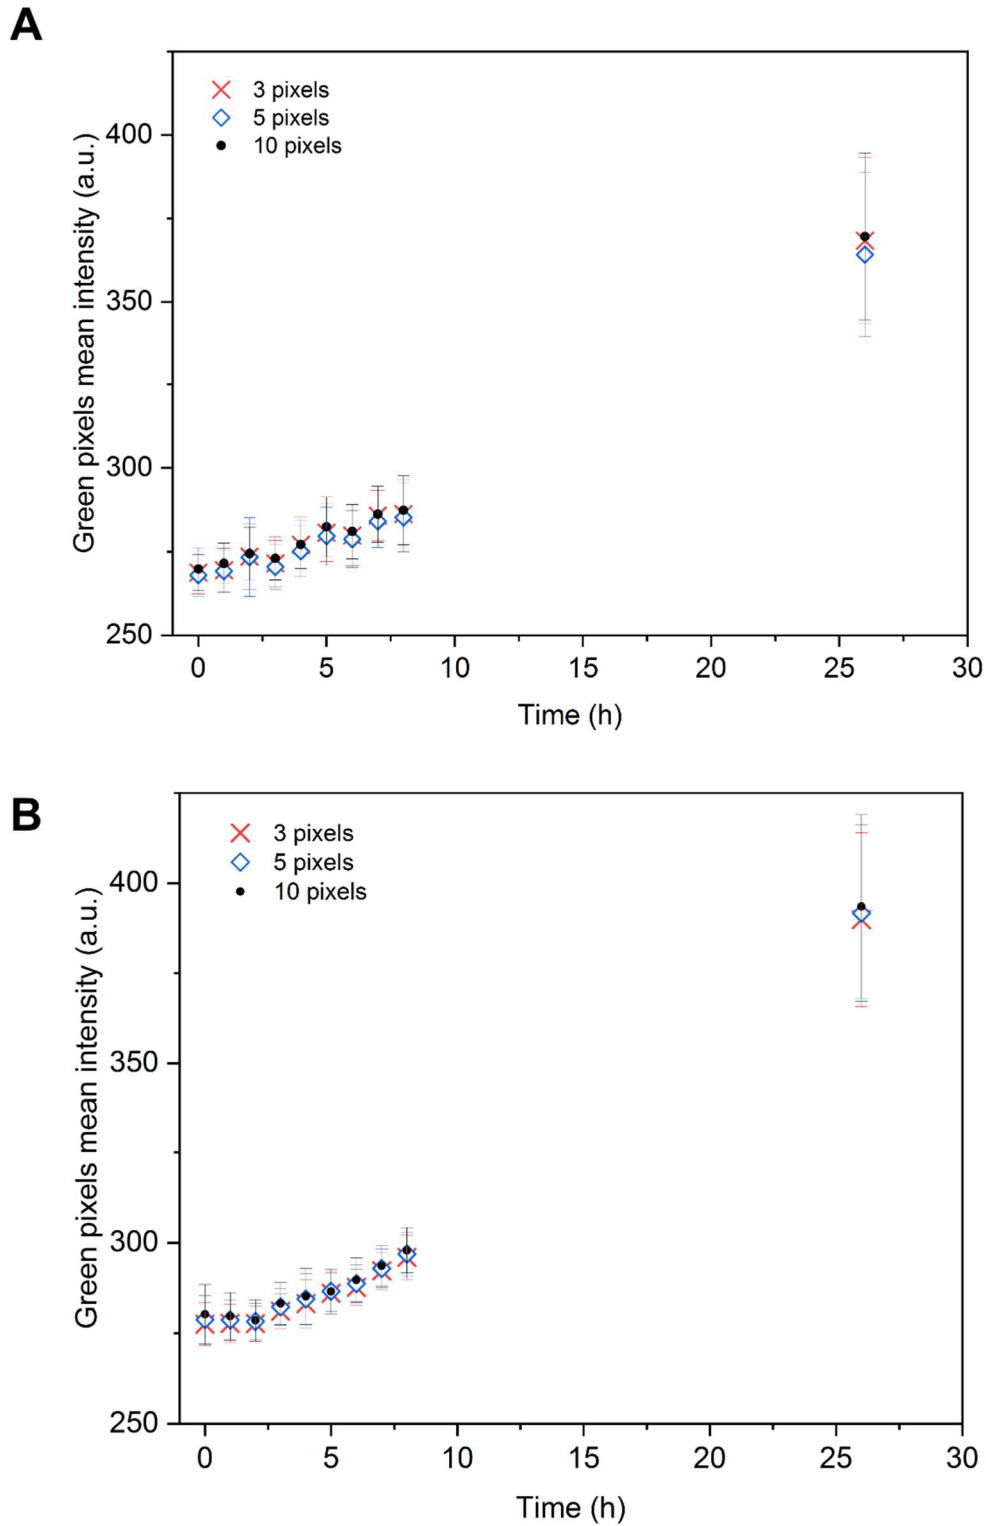 A
3 pixels
5 pixels
10 pixels
Green pixels mean intensity (a.u.)
400
350
300
250
0 5 10 15 20 25 30
Time (h)
B
3 pixels
5 pixels
10 pixels
Green pixels mean intensity (a.u.)
400
350
300
250
0 5 10 15 20 25 30
Time (h)